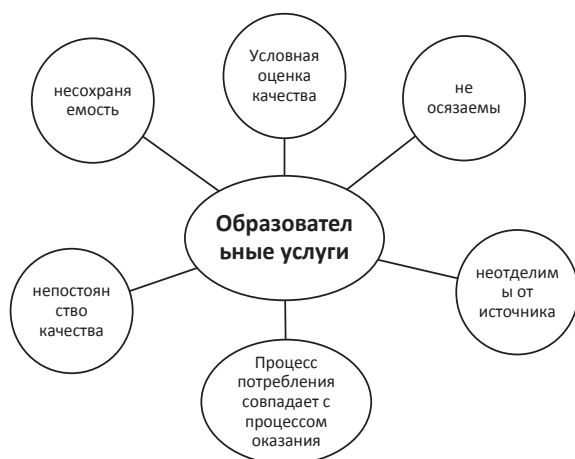 Условная
оценка
качества
несохраня
емость
не
осязаемы
Образовател
ьные услуги
непостоян
ство
качества
неотделим
ы от
источника
Процесс
потребления
совпадает с
процессом
оказания